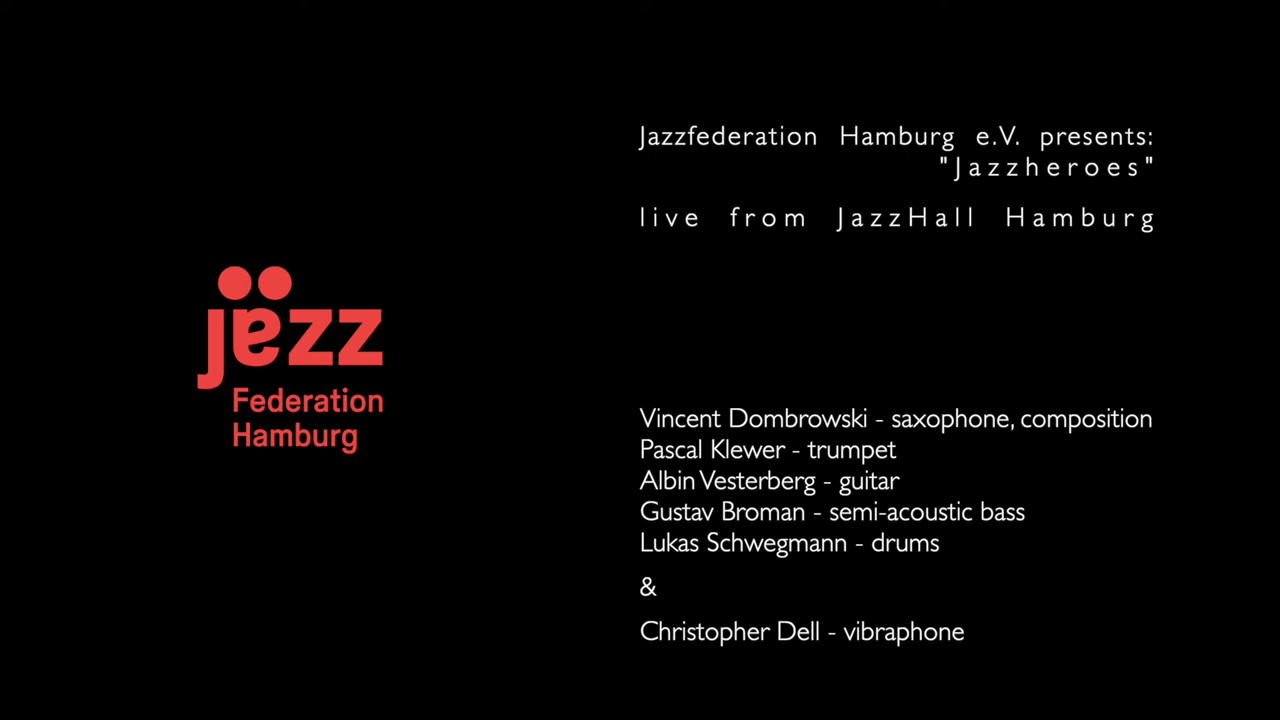 Jazzfederation Hamburg e.V. presents:
"Jazzheroes"
live from JazzHall Hamburg
jazz
Federation
Hamburg
Vincent Dombrowski - saxophone, composition
Pascal Klewer - trumpet
Albin Vesterberg - guitar
Gustav Broman - semi-acoustic bass
Lukas Schwegmann - drums
&
Christopher Dell - vibraphone